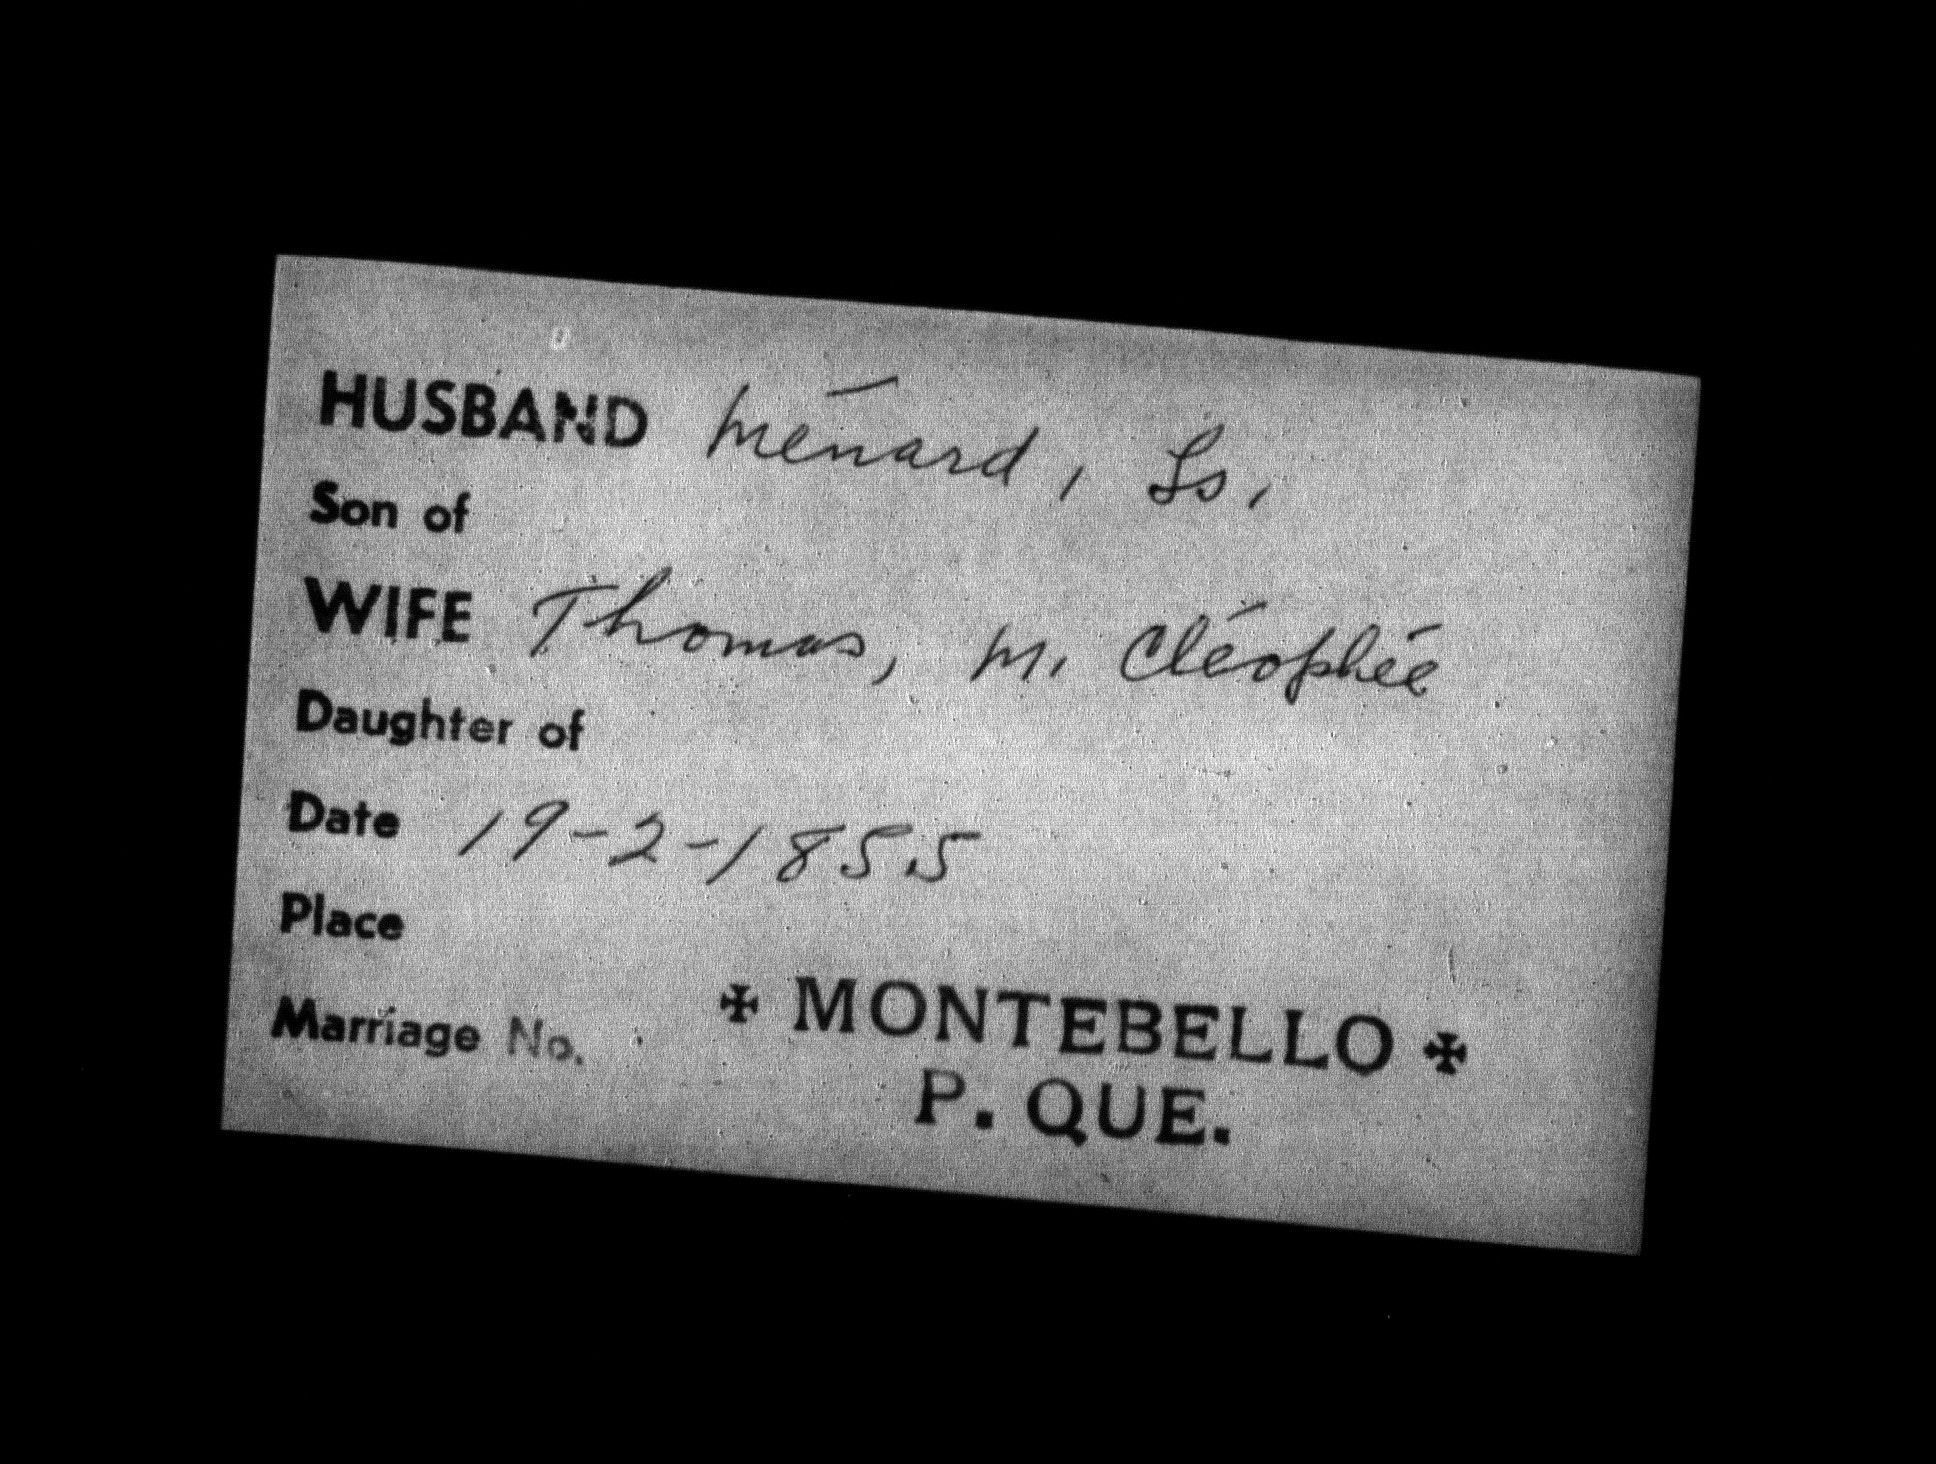 HUSBAND Ménard, Ls,
Son of
WIFE Thomas, M. Cléophée
Daughter of
Date 19-2-1855
Place
Marriage No.
✠ MONTEBELLO ✠
P. QUE.